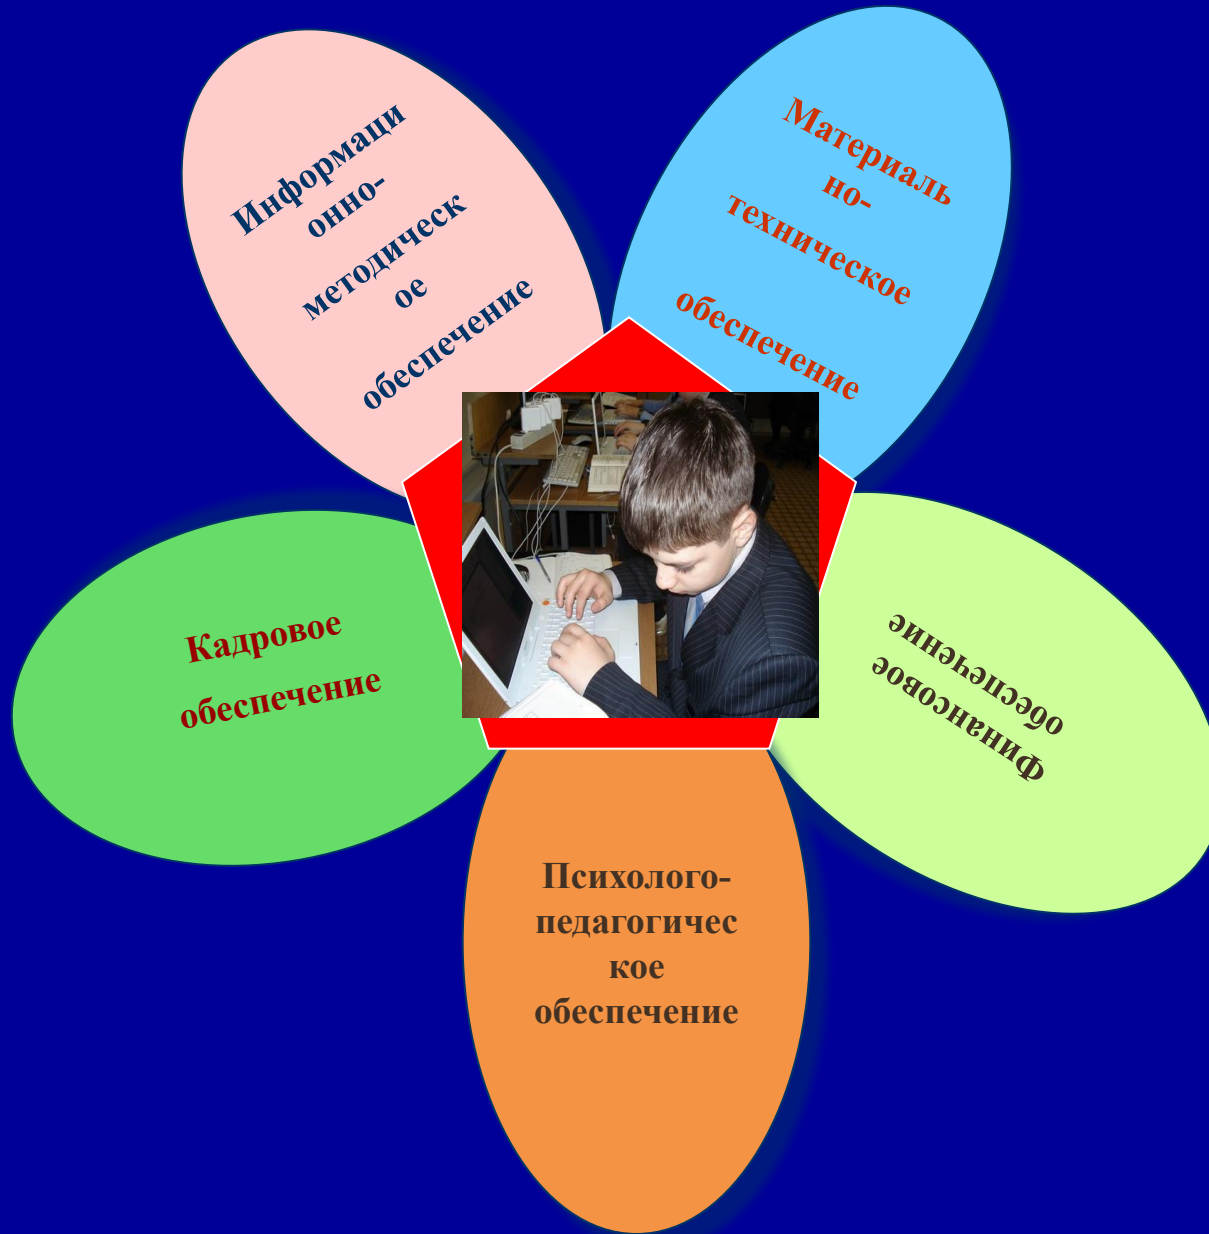 Информаци
онно-
методическ
ое
обеспечение
Материаль
но-
техническое
обеспечение
Кадровое
обеспечение
Финансовое
обеспечение
Психолого-
педагогичес
кое
обеспечение